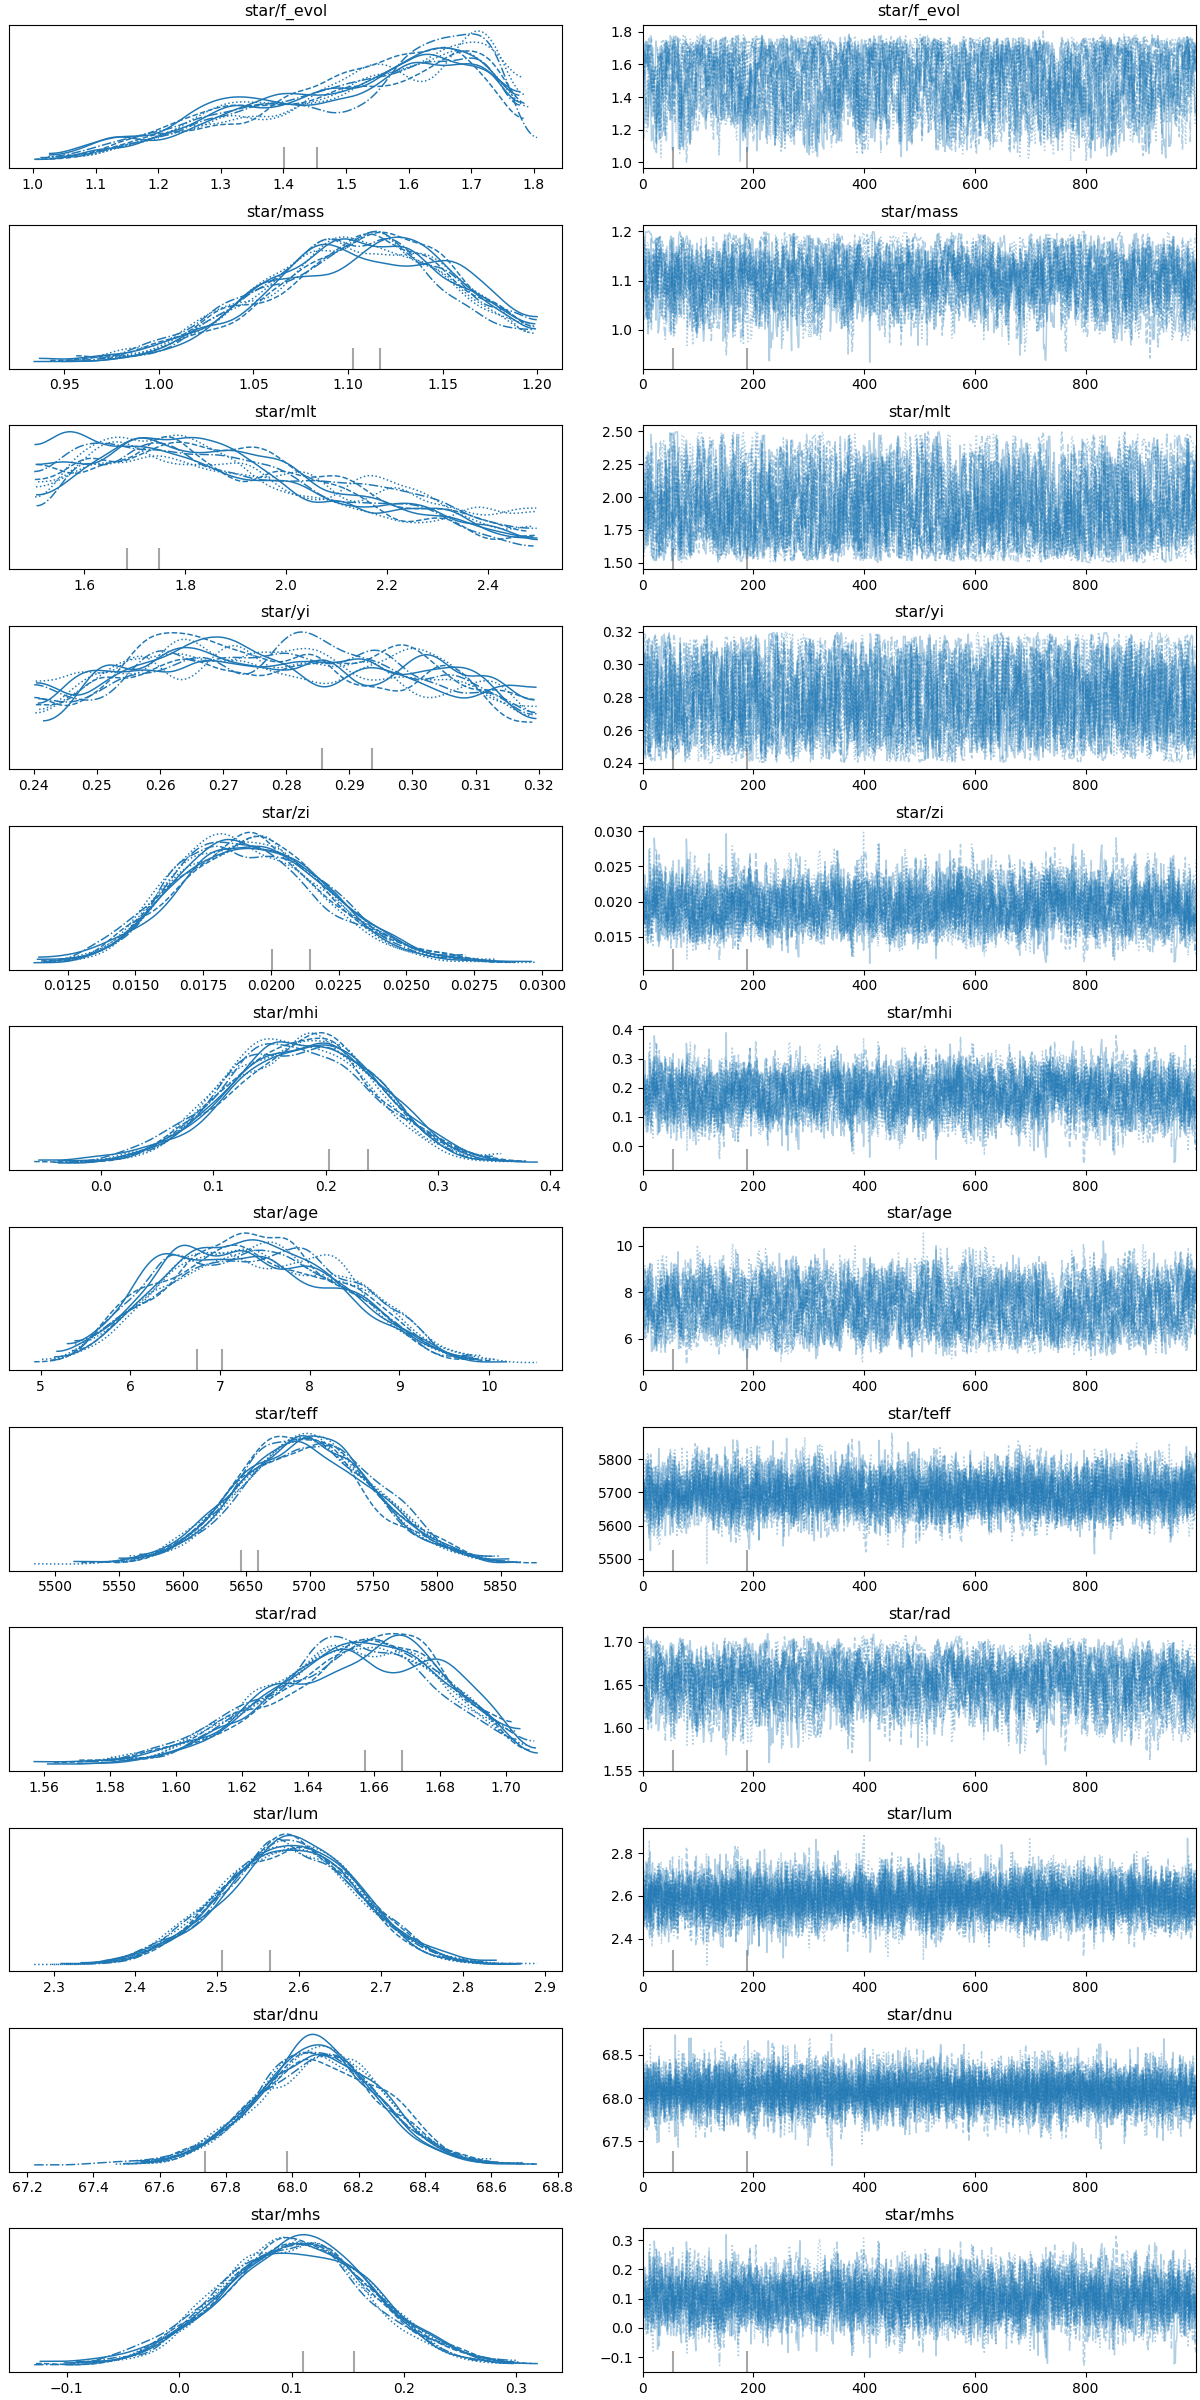 star/f_evol star/f_evol
1.8
1.6
1.4
1.2
1.0
1.0 1.1 1.2 1.3 1.4 1.5 1.6 1.7 1.8 0 200 400 600 800
star/mass star/mass
1.2
1.1
1.0
0.95 1.00 1.05 1.10 1.15 1.20 0 200 400 600 800
star/mlt star/mlt
2.50
2.25
2.00
1.75
1.50
1.6 1.8 2.0 2.2 2.4 0 200 400 600 800
star/yi star/yi
0.32
0.30
0.28
0.26
0.24
0.24 0.25 0.26 0.27 0.28 0.29 0.30 0.31 0.32 0 200 400 600 800
star/zi star/zi
0.030
0.025
0.020
0.015
0.0125 0.0150 0.0175 0.0200 0.0225 0.0250 0.0275 0.0300 0 200 400 600 800
star/mhi star/mhi
0.4
0.3
0.2
0.1
0.0
0.0 0.1 0.2 0.3 0.4 0 200 400 600 800
star/age star/age
10
8
6
5 6 7 8 9 10 0 200 400 600 800
star/teff star/teff
5800
5700
5600
5500
5500 5550 5600 5650 5700 5750 5800 5850 0 200 400 600 800
star/rad star/rad
1.70
1.65
1.60
1.55
1.56 1.58 1.60 1.62 1.64 1.66 1.68 1.70 0 200 400 600 800
star/lum star/lum
2.8
2.6
2.4
2.3 2.4 2.5 2.6 2.7 2.8 2.9 0 200 400 600 800
star/dnu star/dnu
68.5
68.0
67.5
67.2 67.4 67.6 67.8 68.0 68.2 68.4 68.6 68.8 0 200 400 600 800
star/mhs star/mhs
0.3
0.2
0.1
0.0
−0.1
−0.1 0.0 0.1 0.2 0.3 0 200 400 600 800